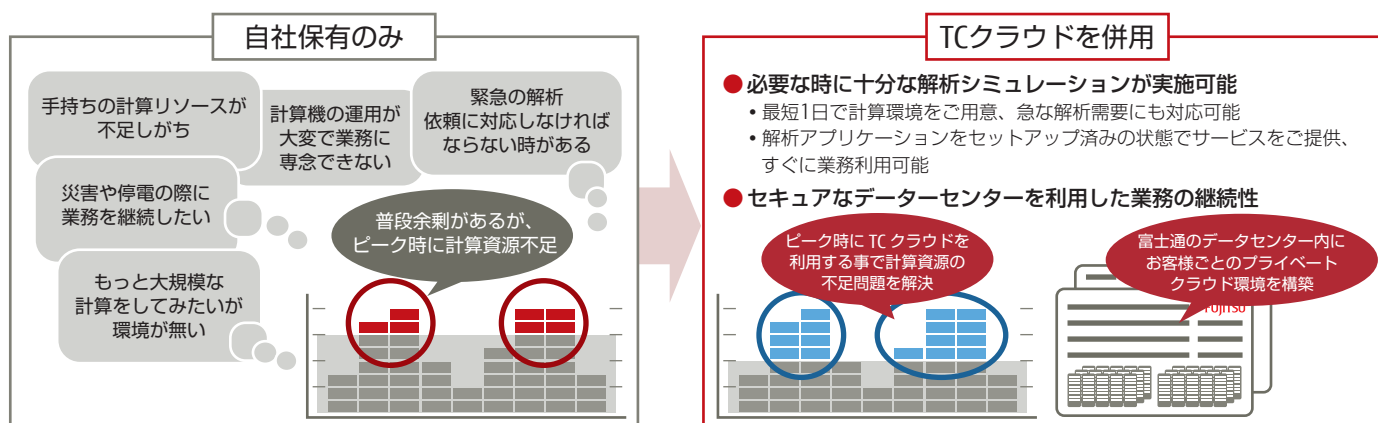 自社保有のみ
手持ちの計算リソースが
不足しがち
計算機の運用が
大変で業務に
専念できない
緊急の解析
依頼に対応しなければ
ならない時がある
災害や停電の際に
業務を継続したい
普段余剰があるが、
ピーク時に計算資源不足
もっと大規模な
計算をしてみたいが
環境が無い
TCクラウドを併用
●必要な時に十分な解析シミュレーションが実施可能
• 最短1日で計算環境をご用意、急な解析需要にも対応可能
• 解析アプリケーションをセットアップ済みの状態でサービスをご提供、
すぐに業務利用可能
●セキュアなデーターセンターを利用した業務の継続性
ピーク時に TC クラウドを
利用する事で計算資源の
不足問題を解決
富士通のデータセンター内に
お客様ごとのプライベート
クラウド環境を構築
FUJITSU